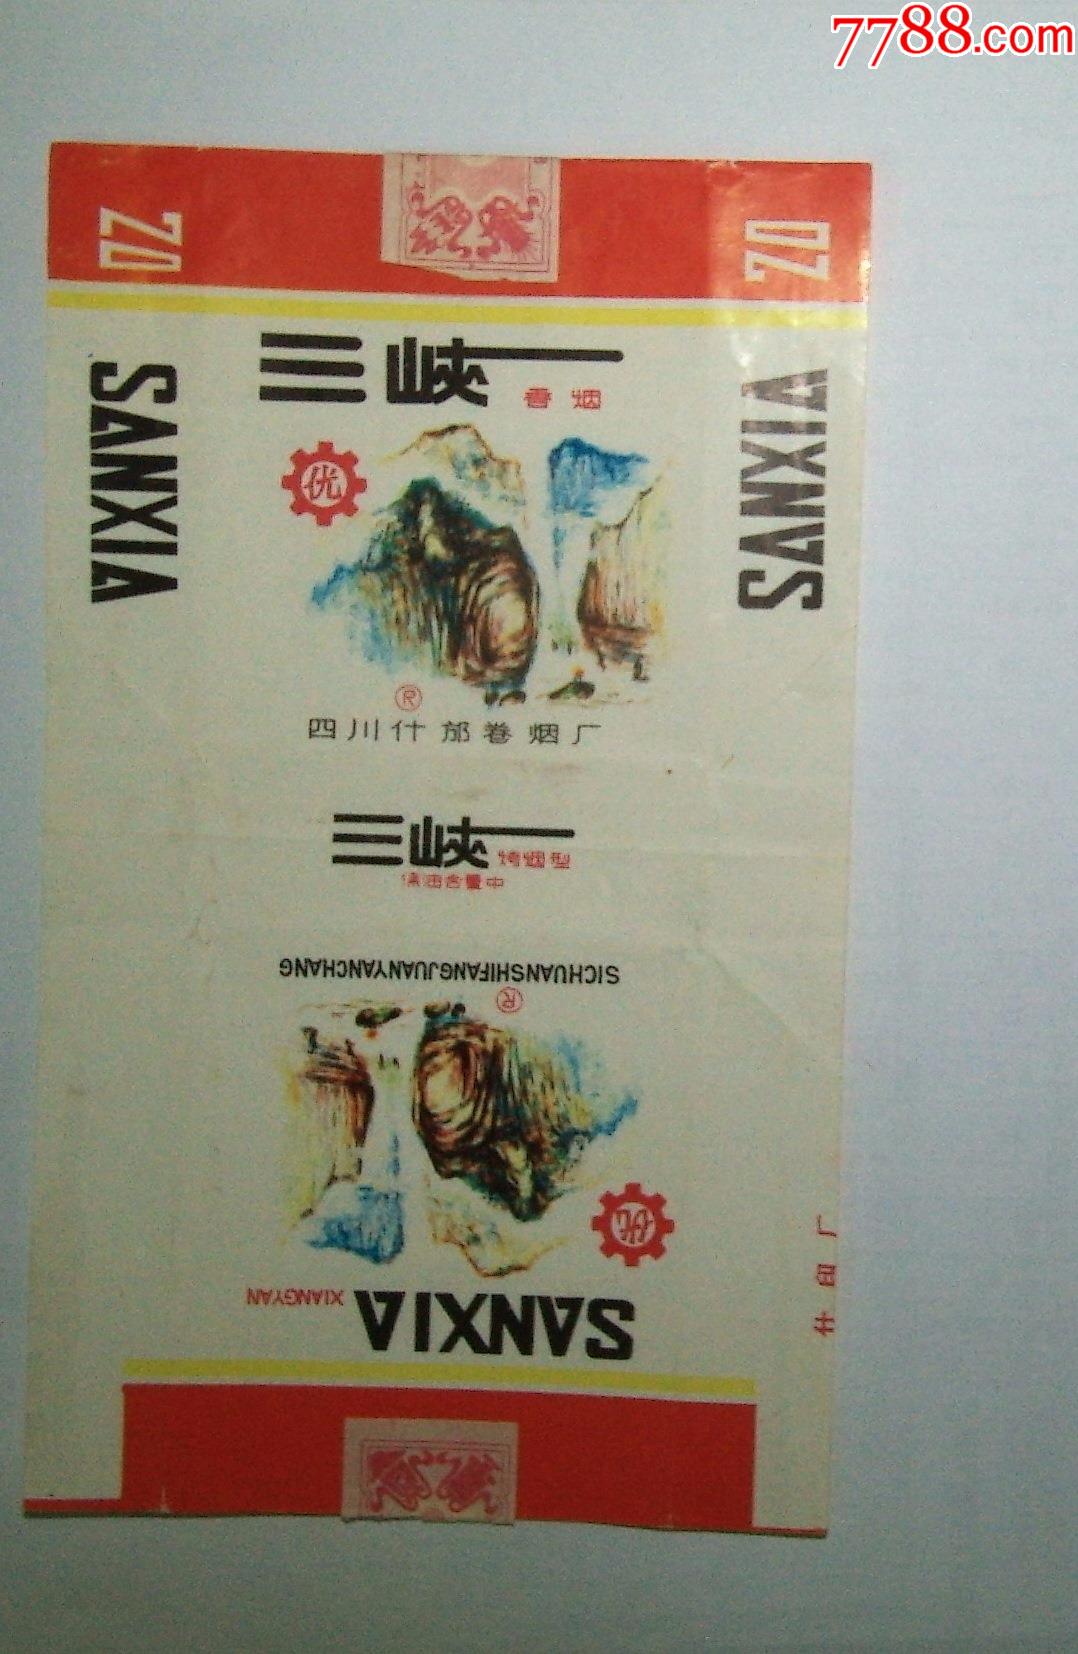 7788.com
20
20
SANXIA
SANXIA
三峡
香烟
优
R
四川什邡卷烟厂
三峡
烤烟型
焦油含量中
SICHUANSHIFANGJUANYANCHANG
R
优
SANXIA
XIANGYAN
什印厂